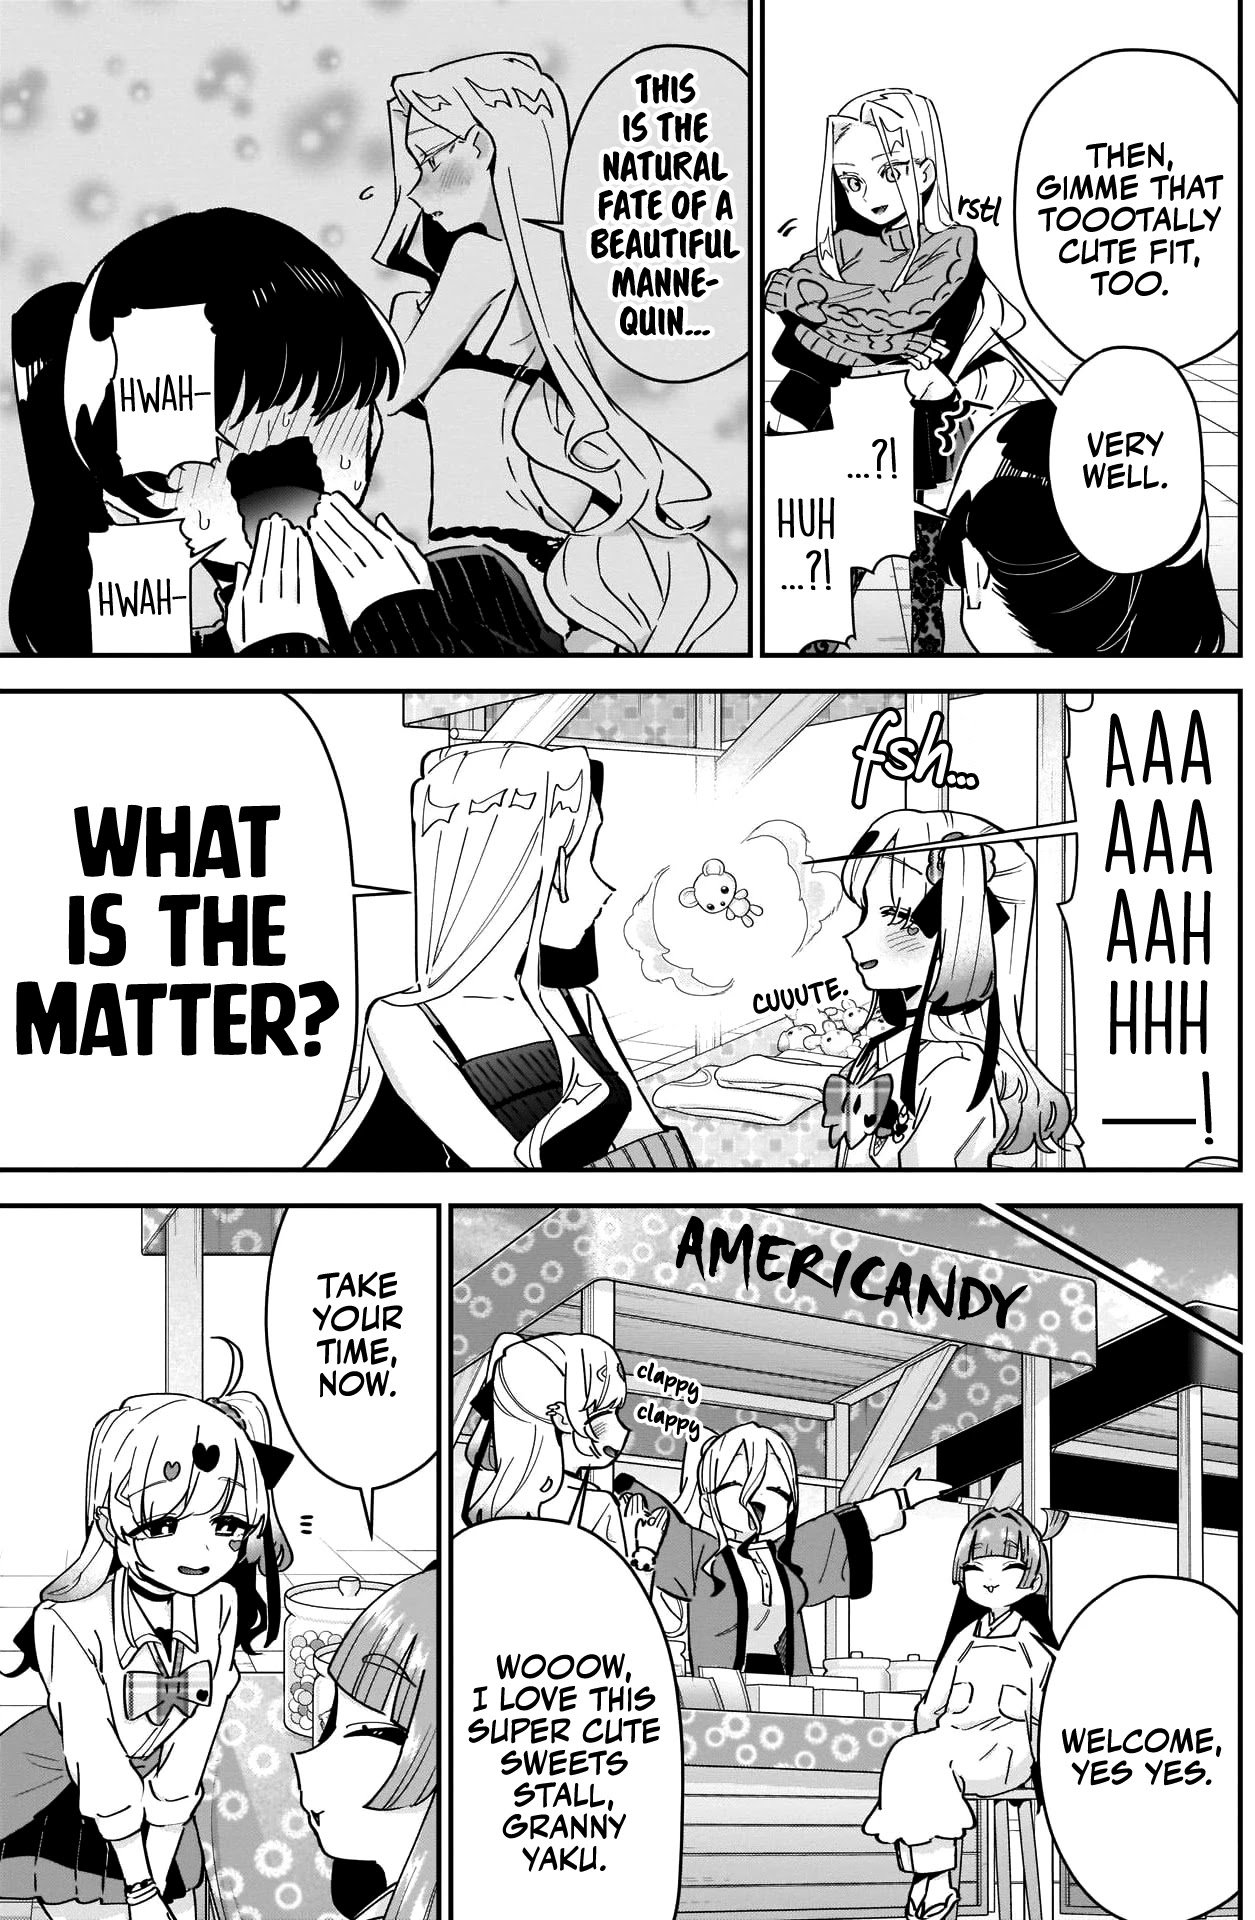 THEN,
GIMME THAT
TOOOTALLY
CUTE FIT,
TOO.
rstl
VERY
WELL.
...?!
HUH
...?!
THIS
IS THE
NATURAL
FATE OF A
BEAUTIFUL
MANNE-
QUIN...
HWAH-
HWAH-
AAA
AAA
AAH
HHH
—!
fsh...
CUUUTE.
WHAT
IS THE
MATTER?
AMERICANDY
clappy
clappy
WELCOME,
YES YES.
WOOOW,
I LOVE THIS
SUPER CUTE
SWEETS
STALL,
GRANNY
YAKU.
TAKE
YOUR
TIME,
NOW.